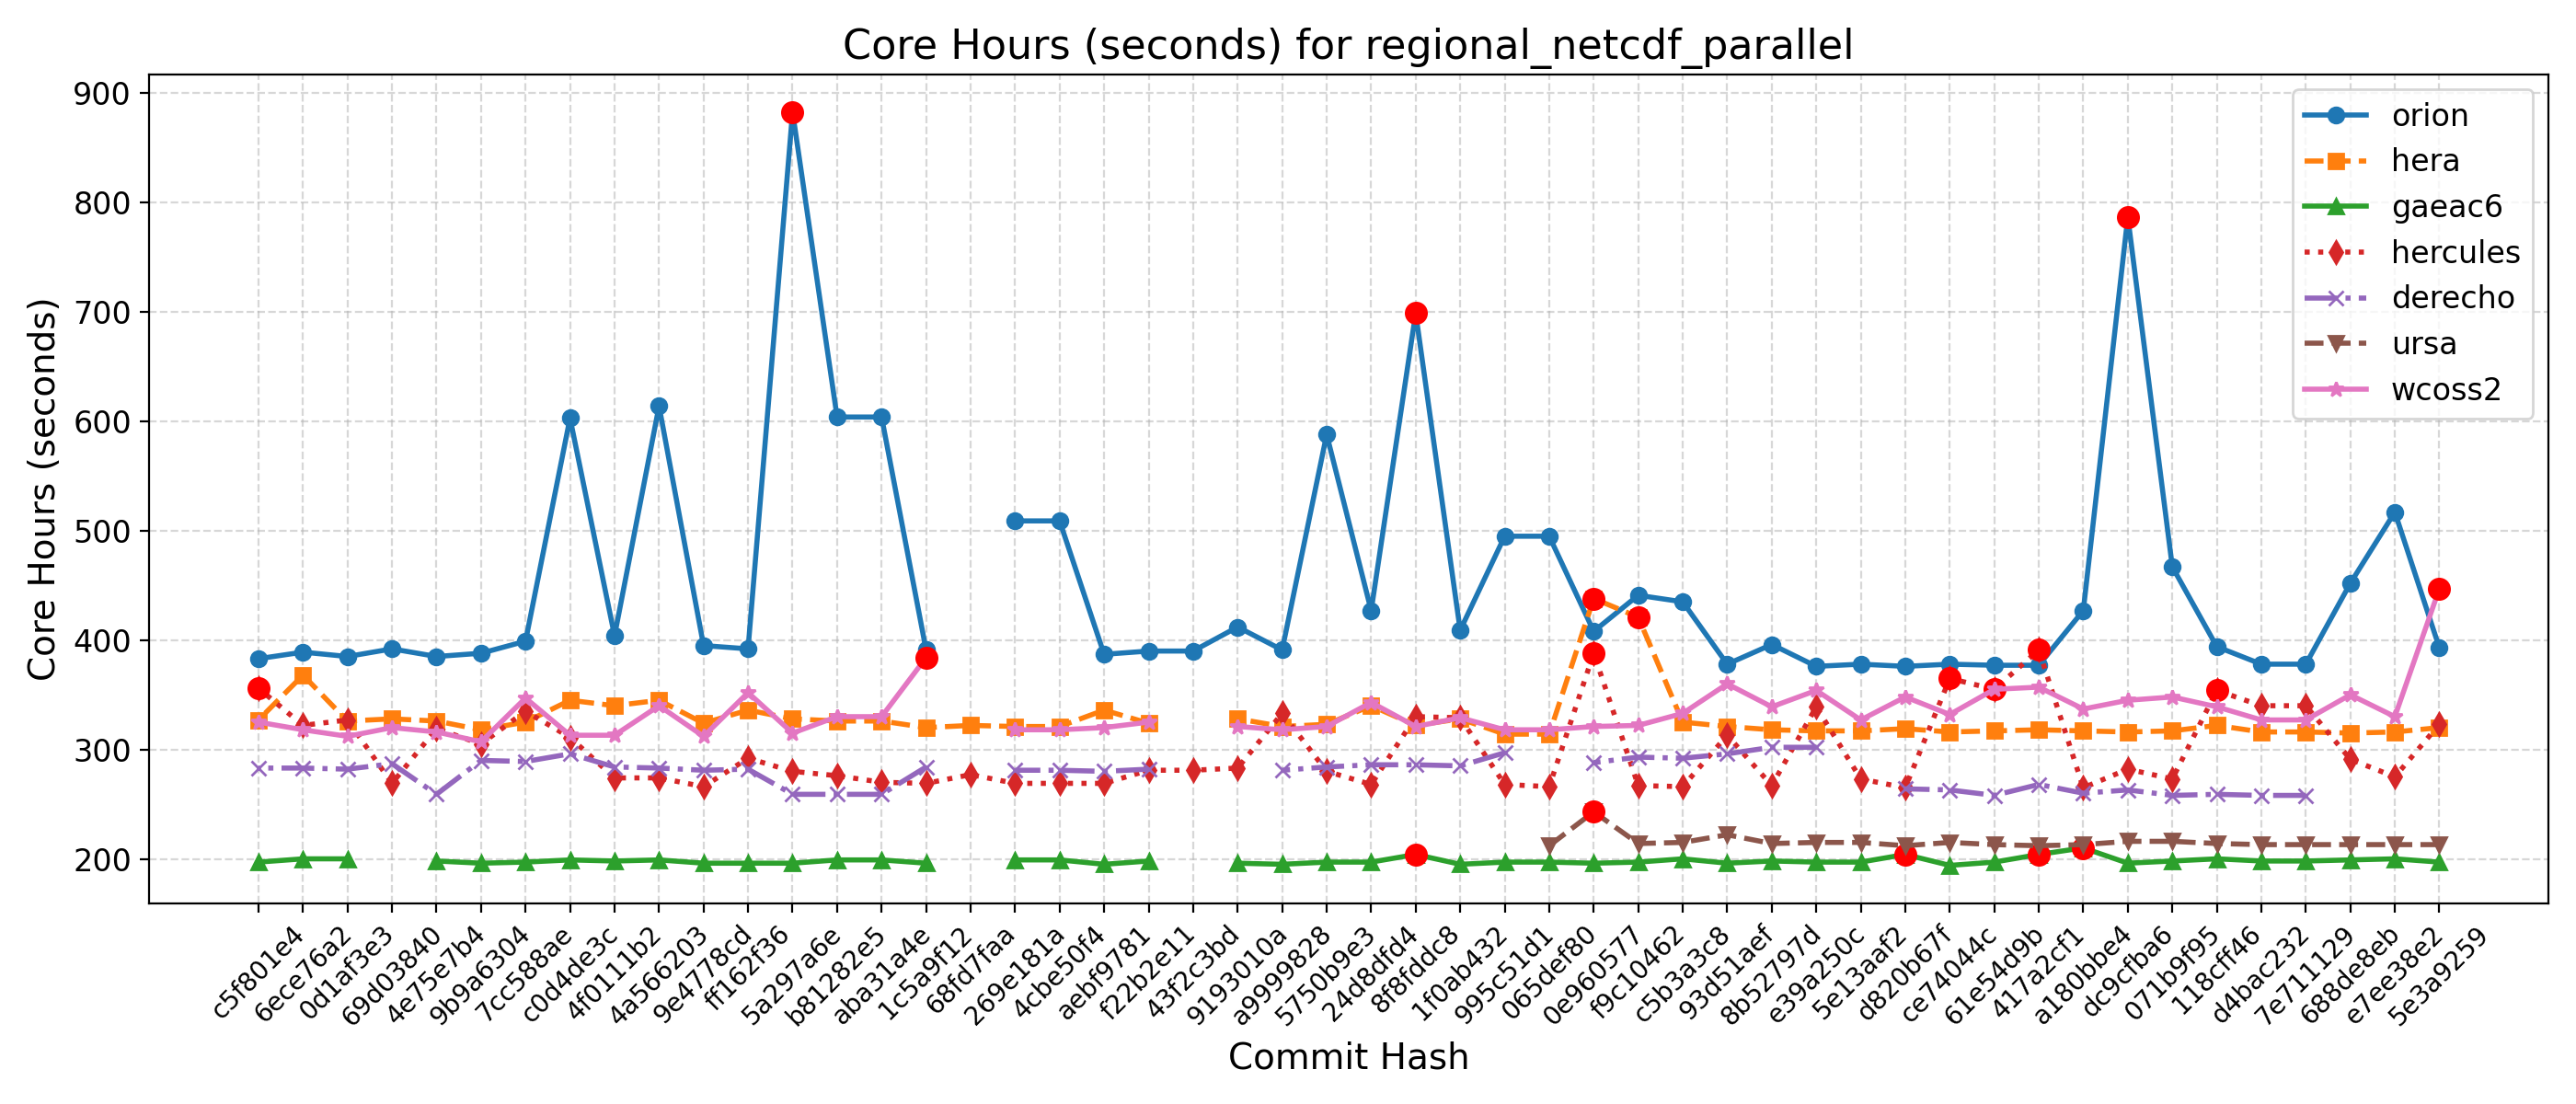 Core Hours (seconds) for regional_netcdf_parallel
900
800
700
600
500
400
300
200
Core Hours (seconds)
orion
hera
gaeac6
hercules
derecho
ursa
wcoss2
c5f801e4
6ece76a2
0d1af3e3
69d03840
4e75e7b4
9b9a6304
7cc588ae
c0d4de3c
4f0111b2
4a566203
9e4778cd
ff162f36
5a297a6e
b81282e5
aba31a4e
1c5a9f12
68fd7faa
269e181a
4cbe50f4
aebf9781
f22b2e11
43f2c3bd
9193010a
a9999828
5750b9e3
24d8dfd4
8f8fddc8
1f0ab432
995c51d1
065def80
0e960577
f9c10462
c5b3a3c8
93d51aef
8b52797d
e39a250c
5e13aaf2
d820b67f
ce74044c
61e54d9b
417a2cf1
a180bbe4
dc9cfba6
071b9f95
118cff46
d4bac232
7e711129
688de8eb
e7ee38e2
5e3a9259
Commit Hash